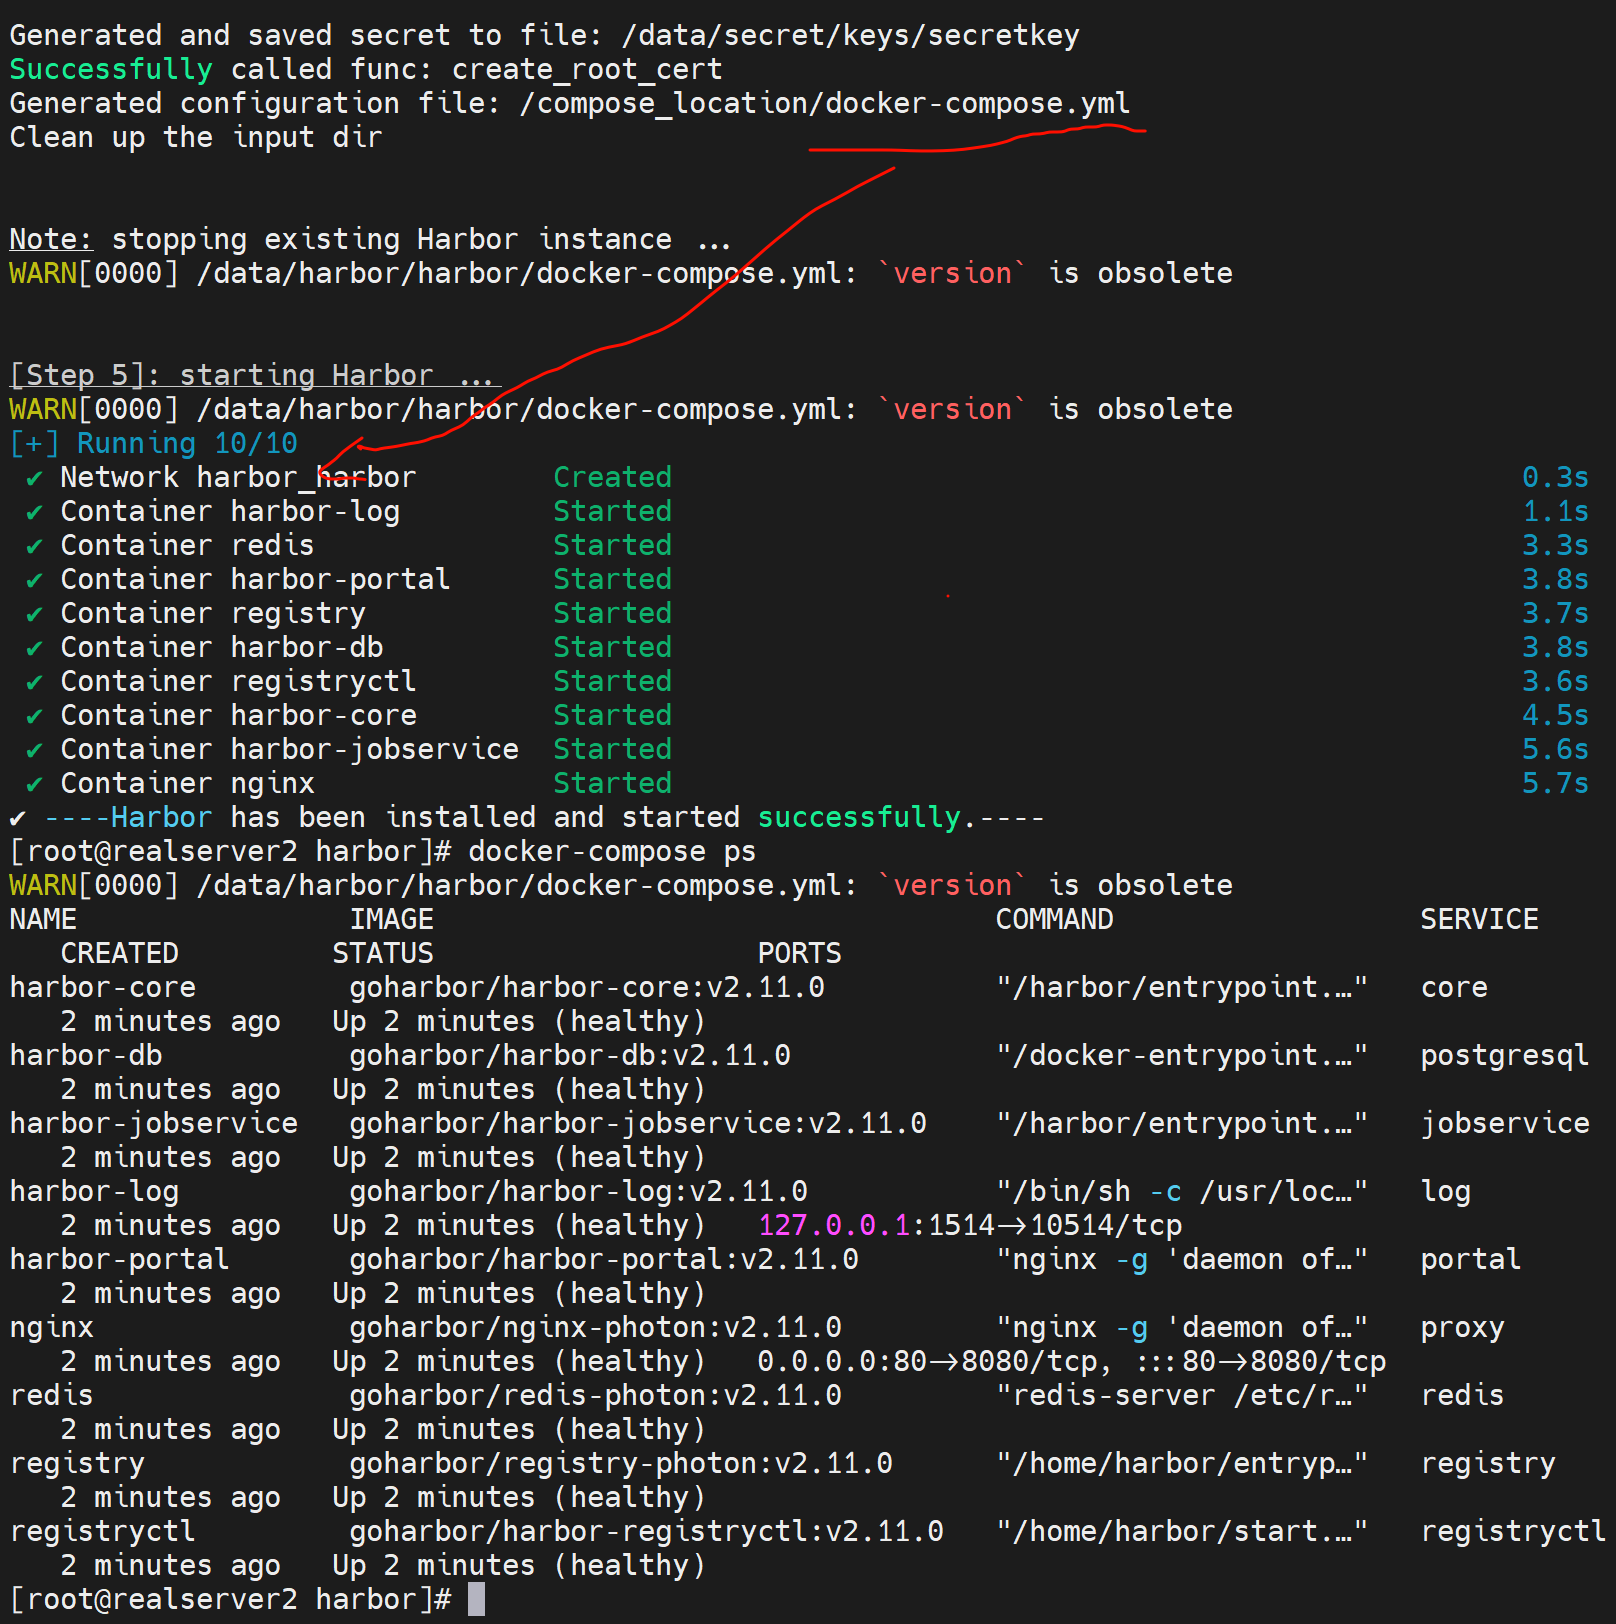 Generated and saved secret to file: /data/secret/keys/secretkey
Successfully called func: create_root_cert
Generated configuration file: /compose_location/docker-compose.yml
Clean up the input dir
Note: stopping existing Harbor instance ...
WARN[0000] /data/harbor/harbor/docker-compose.yml: `version` is obsolete
[Step 5]: starting Harbor ...
WARN[0000] /data/harbor/harbor/docker-compose.yml: `version` is obsolete
[+] Running 10/10
✔ Network harbor_harbor Created 0.3s
✔ Container harbor-log Started 1.1s
✔ Container redis Started 3.3s
✔ Container harbor-portal Started 3.8s
✔ Container registry Started 3.7s
✔ Container harbor-db Started 3.8s
✔ Container registryctl Started 3.6s
✔ Container harbor-core Started 4.5s
✔ Container harbor-jobservice Started 5.6s
✔ Container nginx Started 5.7s
✔ ----Harbor has been installed and started successfully.----
[root@realserver2 harbor]# docker-compose ps
WARN[0000] /data/harbor/harbor/docker-compose.yml: `version` is obsolete
NAME IMAGE COMMAND SERVICE
CREATED STATUS PORTS
harbor-core goharbor/harbor-core:v2.11.0 "/harbor/entrypoint.…" core
2 minutes ago Up 2 minutes (healthy)
harbor-db goharbor/harbor-db:v2.11.0 "/docker-entrypoint.…" postgresql
2 minutes ago Up 2 minutes (healthy)
harbor-jobservice goharbor/harbor-jobservice:v2.11.0 "/harbor/entrypoint.…" jobservice
2 minutes ago Up 2 minutes (healthy)
harbor-log goharbor/harbor-log:v2.11.0 "/bin/sh -c /usr/loc…" log
2 minutes ago Up 2 minutes (healthy) 127.0.0.1:1514->10514/tcp
harbor-portal goharbor/harbor-portal:v2.11.0 "nginx -g 'daemon of…" portal
2 minutes ago Up 2 minutes (healthy)
nginx goharbor/nginx-photon:v2.11.0 "nginx -g 'daemon of…" proxy
2 minutes ago Up 2 minutes (healthy) 0.0.0.0:80->8080/tcp, :::80->8080/tcp
redis goharbor/redis-photon:v2.11.0 "redis-server /etc/r…" redis
2 minutes ago Up 2 minutes (healthy)
registry goharbor/registry-photon:v2.11.0 "/home/harbor/entryp…" registry
2 minutes ago Up 2 minutes (healthy)
registryctl goharbor/harbor-registryctl:v2.11.0 "/home/harbor/start.…" registryctl
2 minutes ago Up 2 minutes (healthy)
[root@realserver2 harbor]#